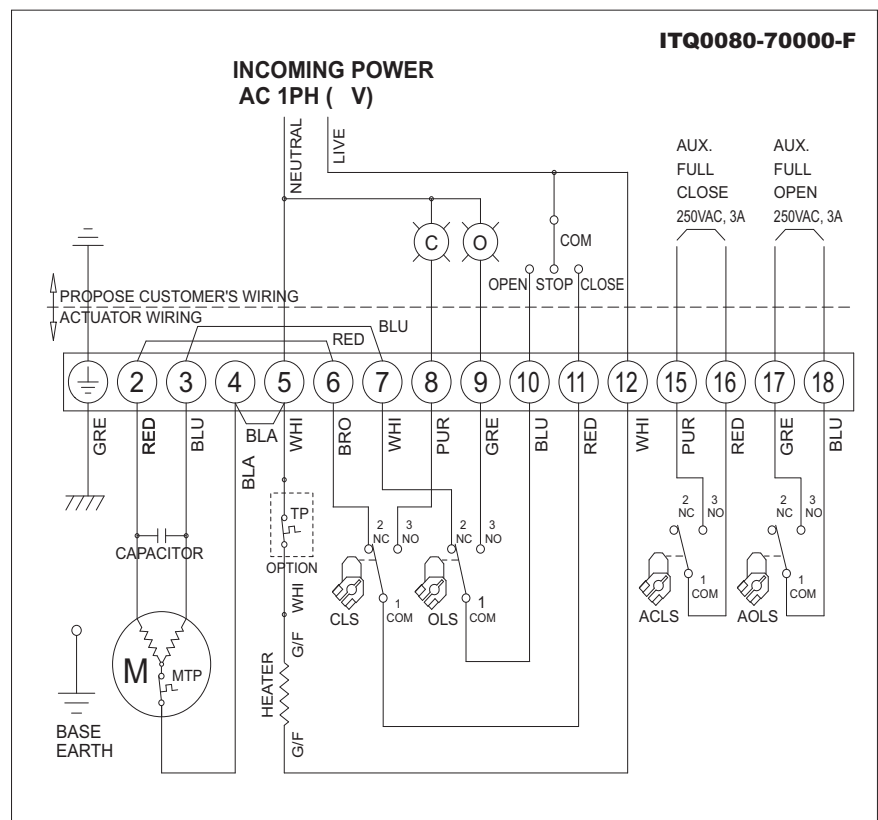 ITQ0080-70000-F
INCOMING POWER
AC 1PH ( V)
NEUTRAL
LIVE
AUX.
FULL
CLOSE
250VAC, 3A
AUX.
FULL
OPEN
250VAC, 3A
C
O
COM
OPEN
STOP
CLOSE
PROPOSE CUSTOMER'S WIRING
ACTUATOR WIRING
BLU
RED
2
3
4
5
6
7
8
9
10
11
12
15
16
17
18
GRE
RED
BLU
BLA
BLA
WHI
BRO
WHI
PUR
GRE
BLU
RED
WHI
PUR
RED
GRE
BLU
CAPACITOR
TP
OPTION
WHI
G/F
HEATER
G/F
2
NC
3
NO
1
COM
CLS
2
NC
3
NO
1
COM
OLS
2
NC
3
NO
1
COM
ACLS
2
NC
3
NO
1
COM
AOLS
M
MTP
BASE
EARTH